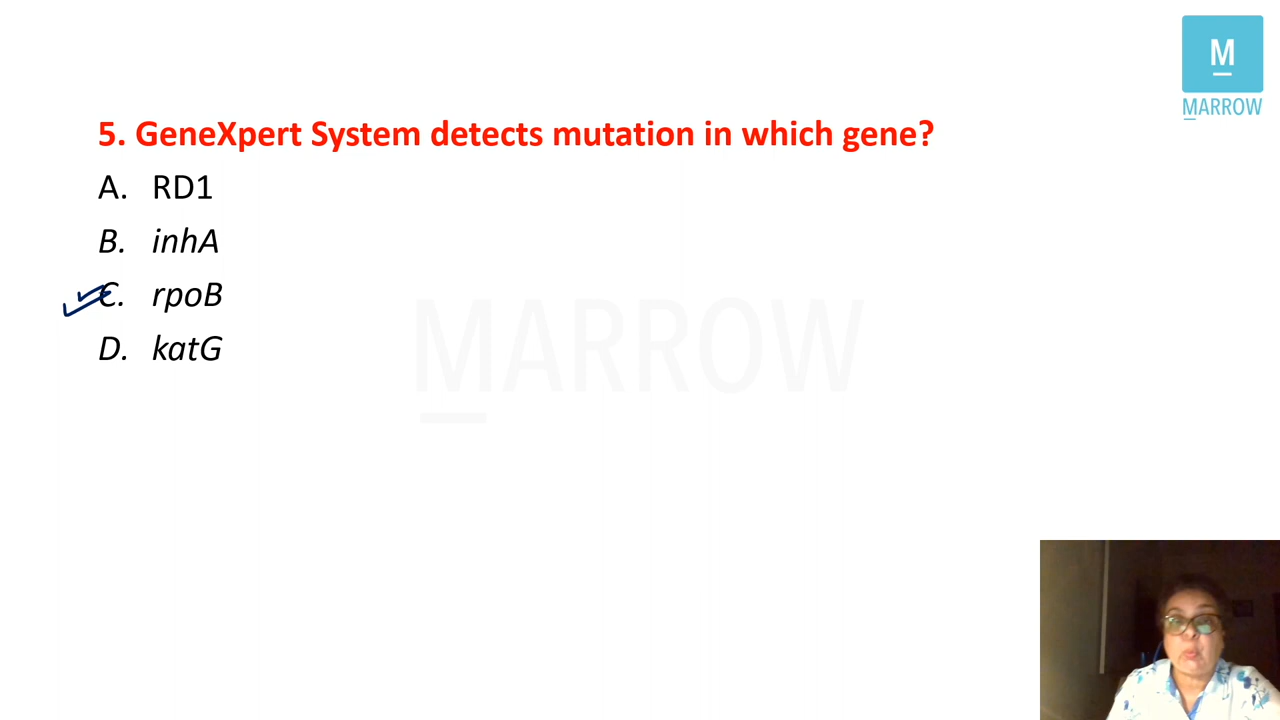 M
MARROW
5. GeneXpert System detects mutation in which gene?
A. RD1
B. inhA
C. rpoB
D. katG
MARROW